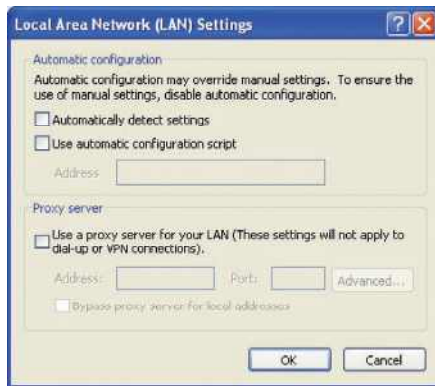 Local Area Network (LAN) Settings
Automatic configuration
Automatic configuration may override manual settings. To ensure the
use of manual settings, disable automatic configuration.
Automatically detect settings
Use automatic configuration script
Address
Proxy server
Use a proxy server for your LAN (These settings will not apply to
dial-up or VPN connections).
Address: Port: Advanced...
Bypass proxy server for local addresses
OK Cancel